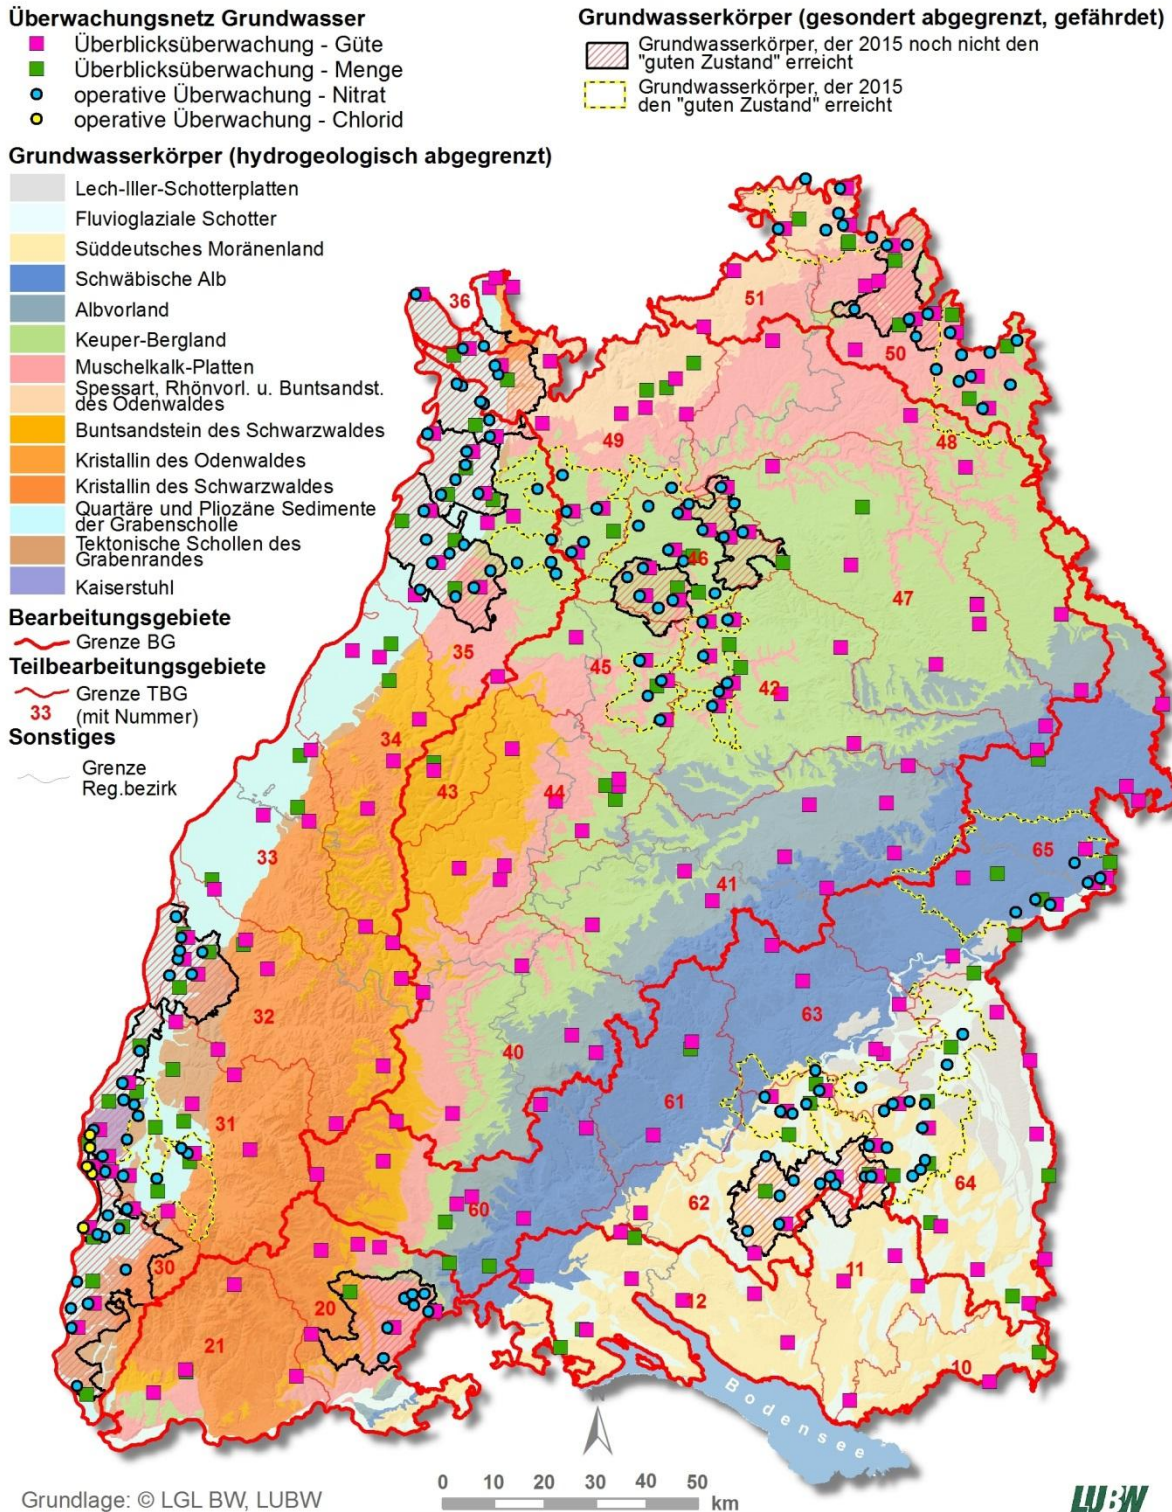 Überwachungsnetz Grundwasser
Überblicksüberwachung - Güte
Überblicksüberwachung - Menge
operative Überwachung - Nitrat
operative Überwachung - Chlorid
Grundwasserkörper (gesondert abgegrenzt, gefährdet)
Grundwasserkörper, der 2015 noch nicht den
"guten Zustand" erreicht
Grundwasserkörper, der 2015
den "guten Zustand" erreicht
Grundwasserkörper (hydrogeologisch abgegrenzt)
Lech-Iller-Schotterplatten
Fluvioglaziale Schotter
Süddeutsches Moränenland
Schwäbische Alb
Albvorland
Keuper-Bergland
Muschelkalk-Platten
Spessart, Rhönvorl. u. Buntsandst.
des Odenwaldes
Buntsandstein des Schwarzwaldes
Kristallin des Odenwaldes
Kristallin des Schwarzwaldes
Quartäre und Pliozäne Sedimente
der Grabenscholle
Tektonische Schollen des
Grabenrandes
Kaiserstuhl
Bearbeitungsgebiete
Grenze BG
Teilbearbeitungsgebiete
Grenze TBG
33 (mit Nummer)
Sonstiges
Grenze
Reg.bezirk
36
51
50
49
48
46
47
35
45
42
34
43
44
33
65
41
32
63
40
61
31
62
64
60
30
11
20
12
21
10
Bodensee
0 10 20 30 40 50
km
Grundlage: © LGL BW, LUBW
LUBW